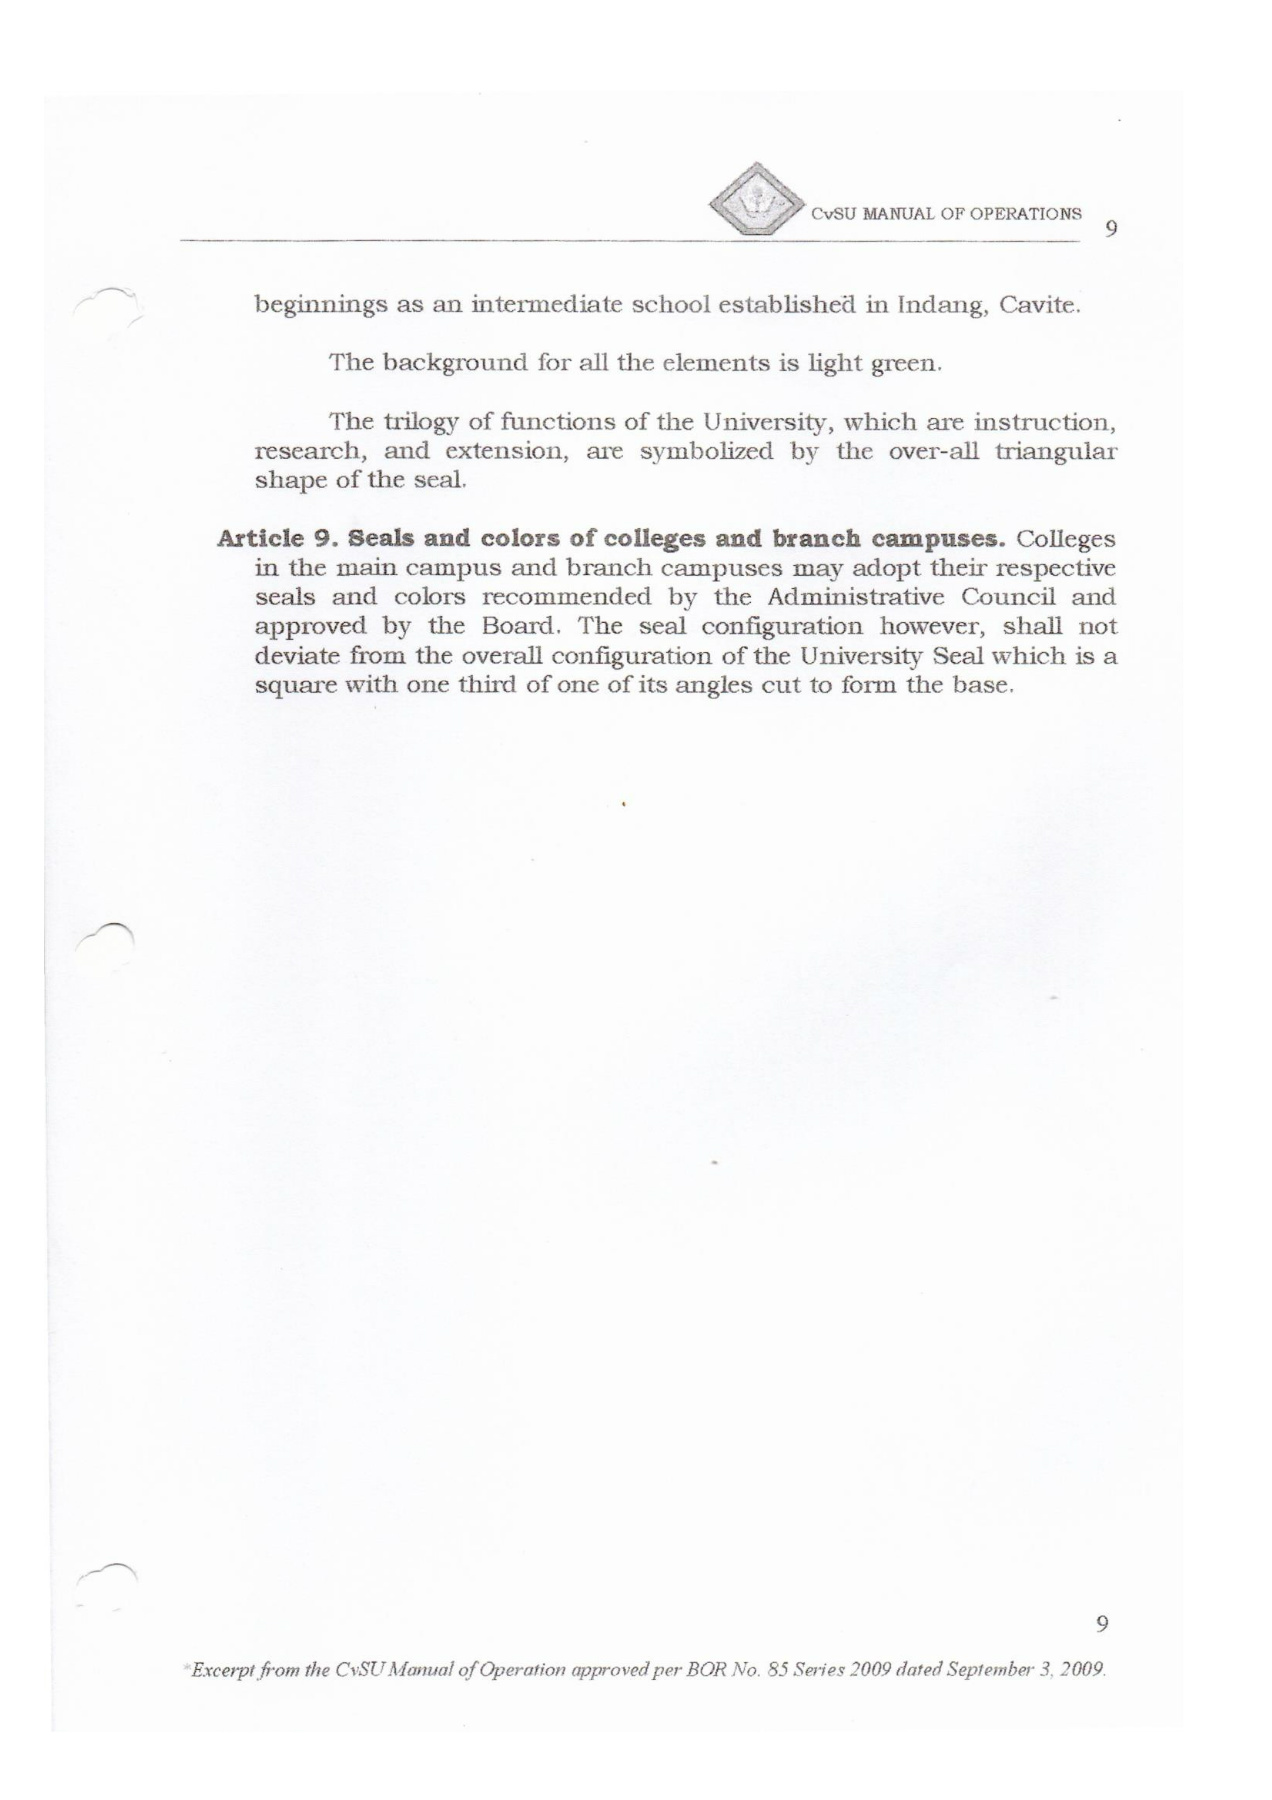 CvSU MANUAL OF OPERATIONS
9
beginnings as an intermediate school established in Indang, Cavite.
The background for all the elements is light green.
The trilogy of functions of the University, which are instruction,
research, and extension, are symbolized by the over-all triangular
shape of the seal.
Article 9. Seals and colors of colleges and branch campuses. Colleges
in the main campus and branch campuses may adopt their respective
seals and colors recommended by the Administrative Council and
approved by the Board. The seal configuration however, shall not
deviate from the overall configuration of the University Seal which is a
square with one third of one of its angles cut to form the base.
9
*Excerpt from the CvSU Manual of Operation approved per BOR No. 85 Series 2009 dated September 3, 2009.